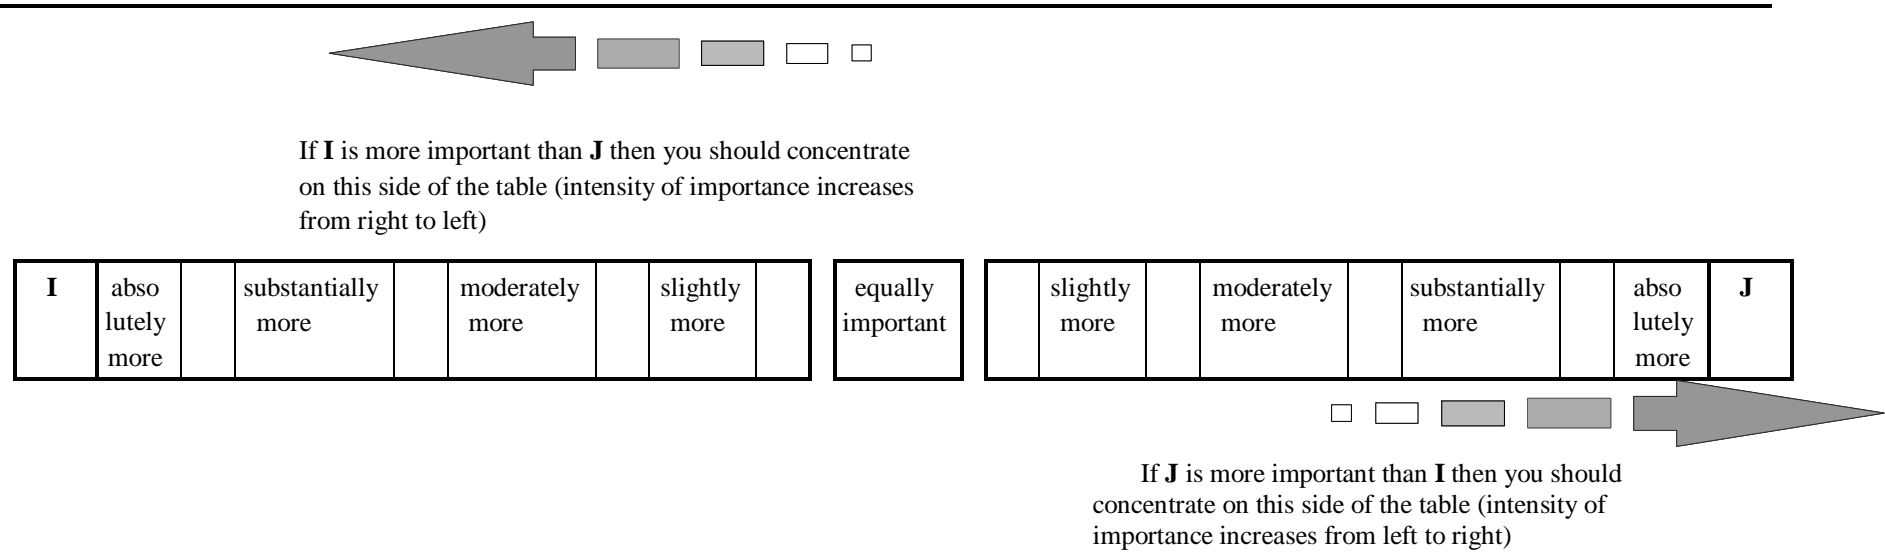 If I is more important than J then you should concentrate
on this side of the table (intensity of importance increases
from right to left)
I abso substantially moderately slightly equally slightly moderately substantially abso J
lutely more more more important more more more lutely
more more
If J is more important than I then you should
concentrate on this side of the table (intensity of
importance increases from left to right)